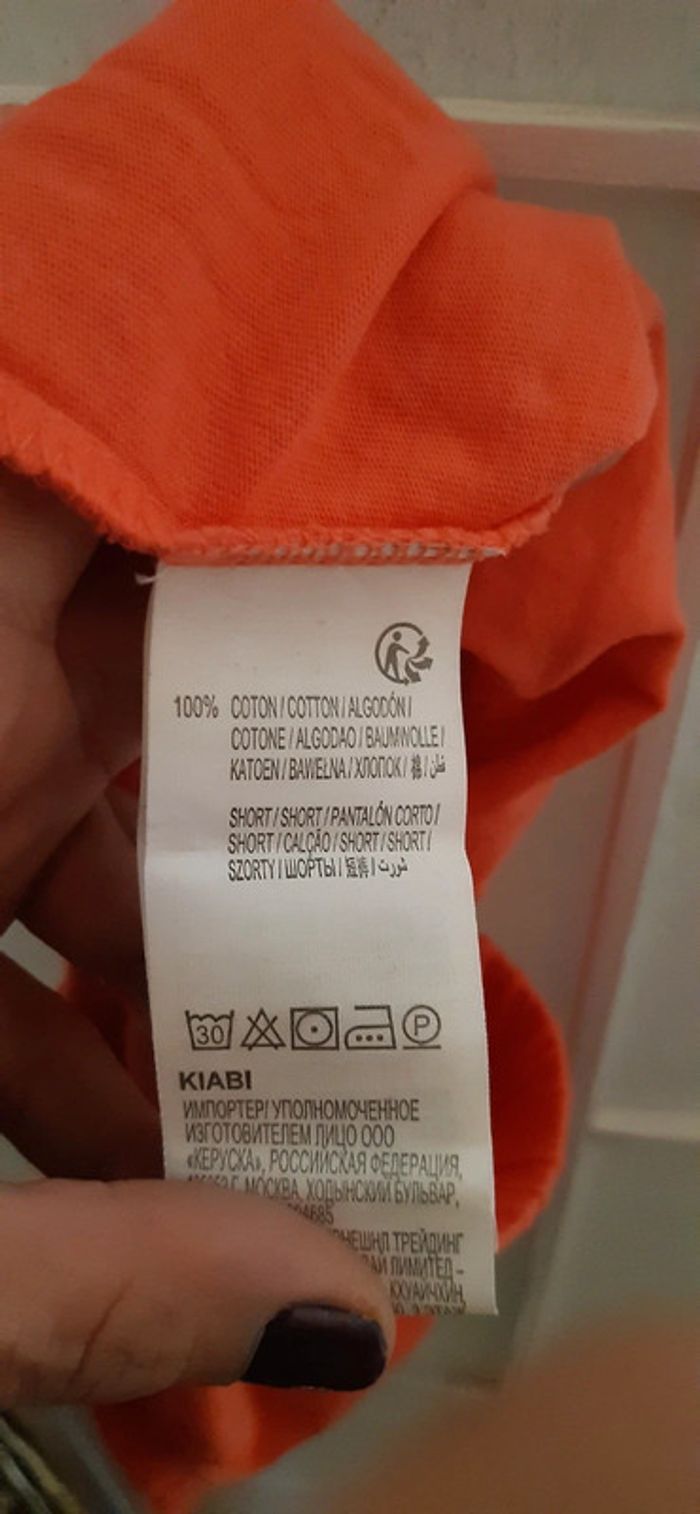 100% COTON / COTTON / ALGODÓN /
COTONE / ALGODAO / BAUMWOLLE /
KATOEN / BAWEŁNA / ХЛОПОК / 棉 / قطن
SHORT / SHORT / PANTALÓN CORTO /
SHORT / CALÇÃO / SHORT / SHORT /
SZORTY / ШОРТЫ / 短裤 / شورت
30 P
KIABI
ИМПОРТЕР/ УПОЛНОМОЧЕННОЕ
ИЗГОТОВИТЕЛЕМ ЛИЦО ООО
«КЕРУСКА», РОССИЙСКАЯ ФЕДЕРАЦИЯ,
Г. МОСКВА, ХОДЫНСКИЙ БУЛЬВАР,
ТРЕЙДИНГ
ЛИМИТЕД –